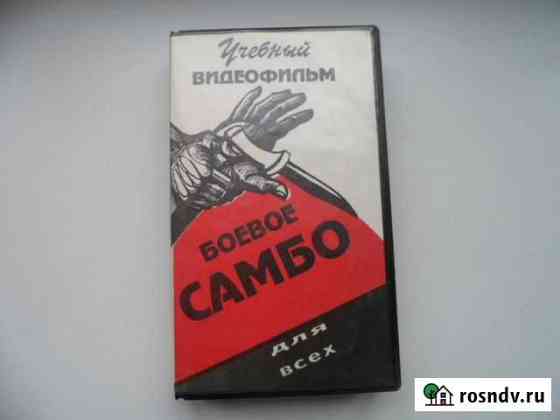 Учебный
ВИДЕОФИЛЬМ
БОЕВОЕ
САМБО
для
всех
rosndv.ru